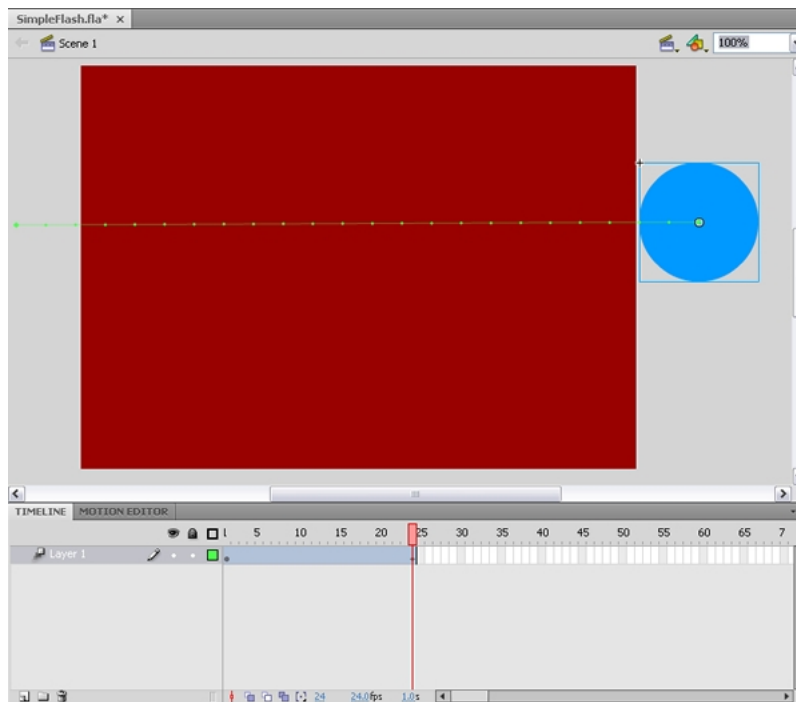 SimpleFlash.fla* ×
Scene 1
100%
TIMELINE MOTION EDITOR
1 5 10 15 20 25 30 35 40 45 50 55 60 65 7
Layer 1
24 24.0fps 1.0s